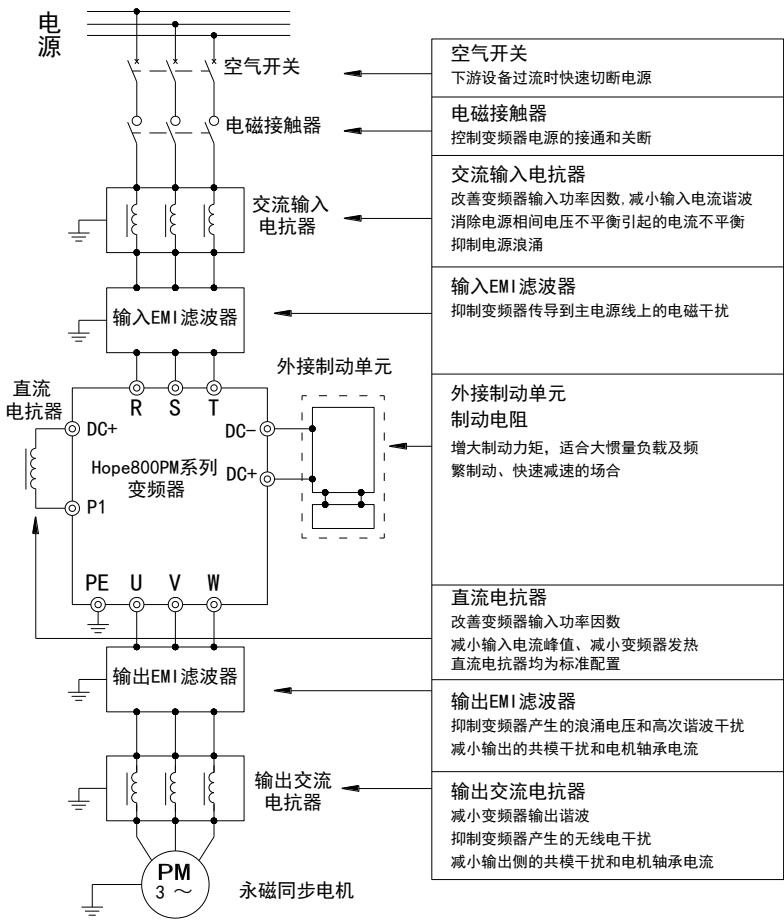 电
源
空气开关
电磁接触器
交流输入
电抗器
输入EMI滤波器
外接制动单元
直流
电抗器
R S T
DC+
DC-
Hope800PM系列
变频器
DC+
P1
PE U V W
输出EMI滤波器
输出交流
电抗器
PM
3 ～
永磁同步电机
空气开关
下游设备过流时快速切断电源
电磁接触器
控制变频器电源的接通和关断
交流输入电抗器
改善变频器输入功率因数,减小输入电流谐波
消除电源相间电压不平衡引起的电流不平衡
抑制电源浪涌
输入EMI滤波器
抑制变频器传导到主电源线上的电磁干扰
外接制动单元
制动电阻
增大制动力矩，适合大惯量负载及频
繁制动、快速减速的场合
直流电抗器
改善变频器输入功率因数
减小输入电流峰值、减小变频器发热
直流电抗器均为标准配置
输出EMI滤波器
抑制变频器产生的浪涌电压和高次谐波干扰
减小输出的共模干扰和电机轴承电流
输出交流电抗器
减小变频器输出谐波
抑制变频器产生的无线电干扰
减小输出侧的共模干扰和电机轴承电流